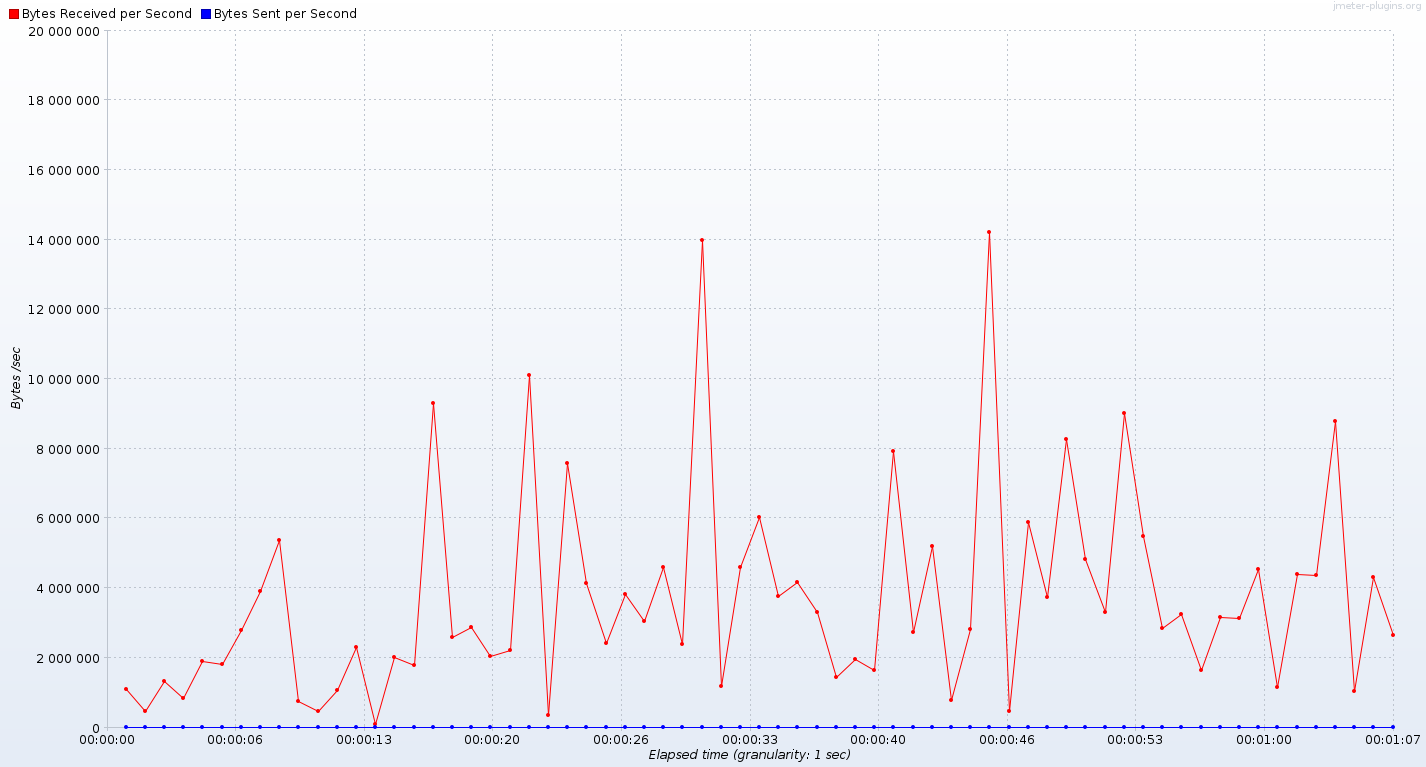 Bytes Received per Second Bytes Sent per Second
jmeter-plugins.org
20 000 000
18 000 000
16 000 000
14 000 000
12 000 000
10 000 000
8 000 000
6 000 000
4 000 000
2 000 000
0
Bytes /sec
00:00:00 00:00:06 00:00:13 00:00:20 00:00:26 00:00:33 00:00:40 00:00:46 00:00:53 00:01:00 00:01:07
Elapsed time (granularity: 1 sec)